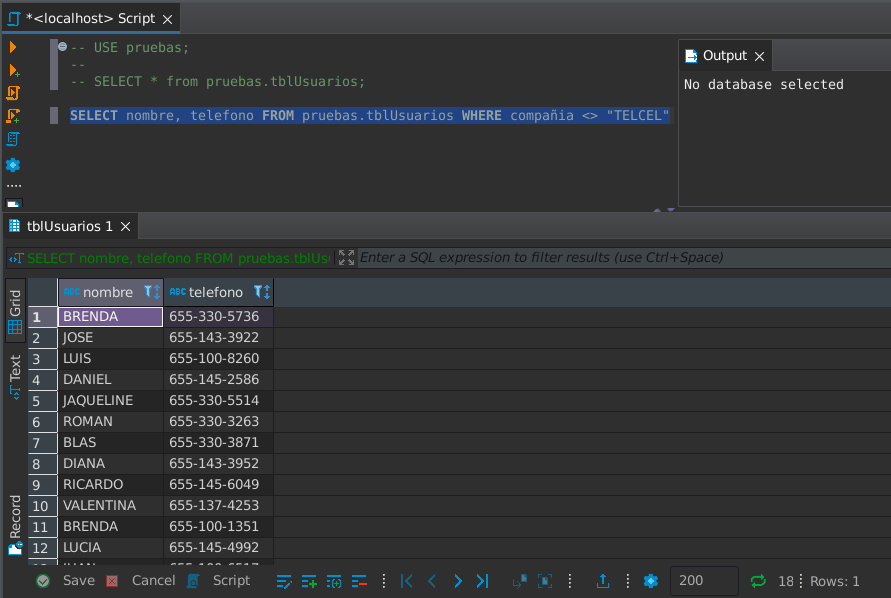 *<localhost> Script
-- USE pruebas;
--
-- SELECT * from pruebas.tblUsuarios;
SELECT nombre, telefono FROM pruebas.tblUsuarios WHERE compañia <> "TELCEL"
Output
No database selected
tblUsuarios 1
SELECT nombre, telefono FROM pruebas.tblUs
Enter a SQL expression to filter results (use Ctrl+Space)
Grid
Text
Record
ABC nombre ABC telefono
1 BRENDA 655-330-5736
2 JOSE 655-143-3922
3 LUIS 655-100-8260
4 DANIEL 655-145-2586
5 JAQUELINE 655-330-5514
6 ROMAN 655-330-3263
7 BLAS 655-330-3871
8 DIANA 655-143-3952
9 RICARDO 655-145-6049
10 VALENTINA 655-137-4253
11 BRENDA 655-100-1351
12 LUCIA 655-145-4992
Save Cancel Script 200 18 Rows: 1